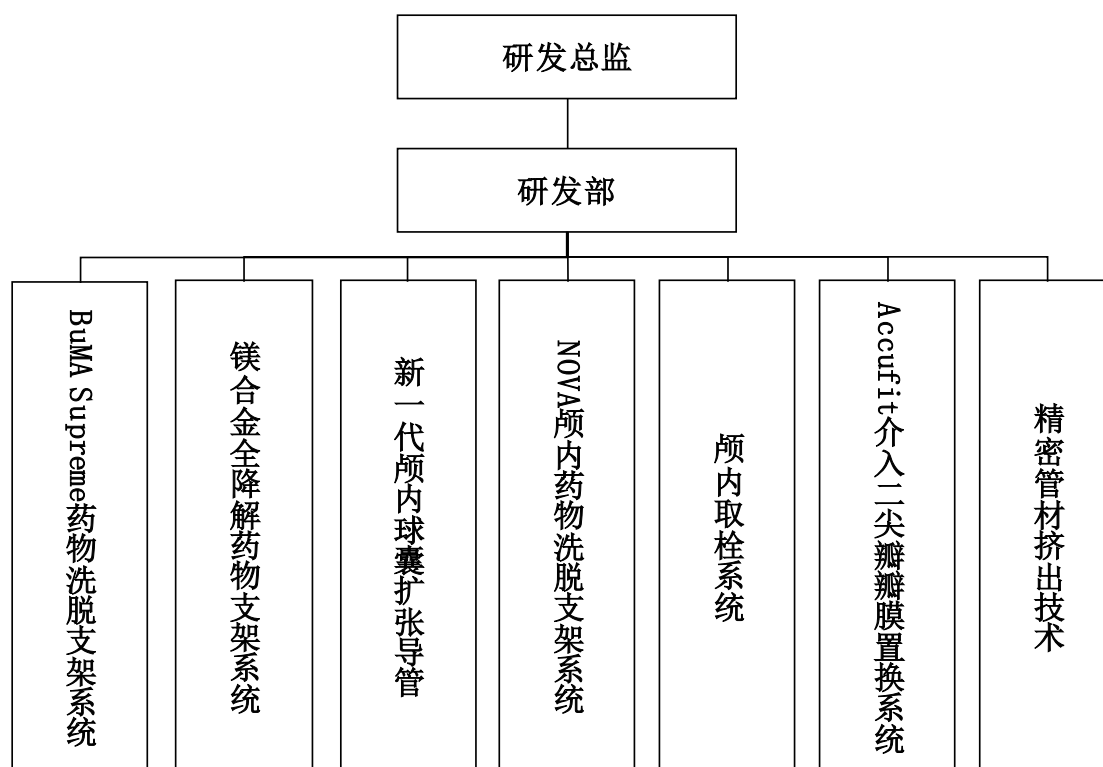 研发总监
研发部
BuMA Supreme药物洗脱支架系统
镁合金全降解药物支架系统
新一代颅内球囊扩张导管
NOVA颅内药物洗脱支架系统
颅内取栓系统
Accufit介入二尖瓣瓣膜置换系统
精密管材挤出技术